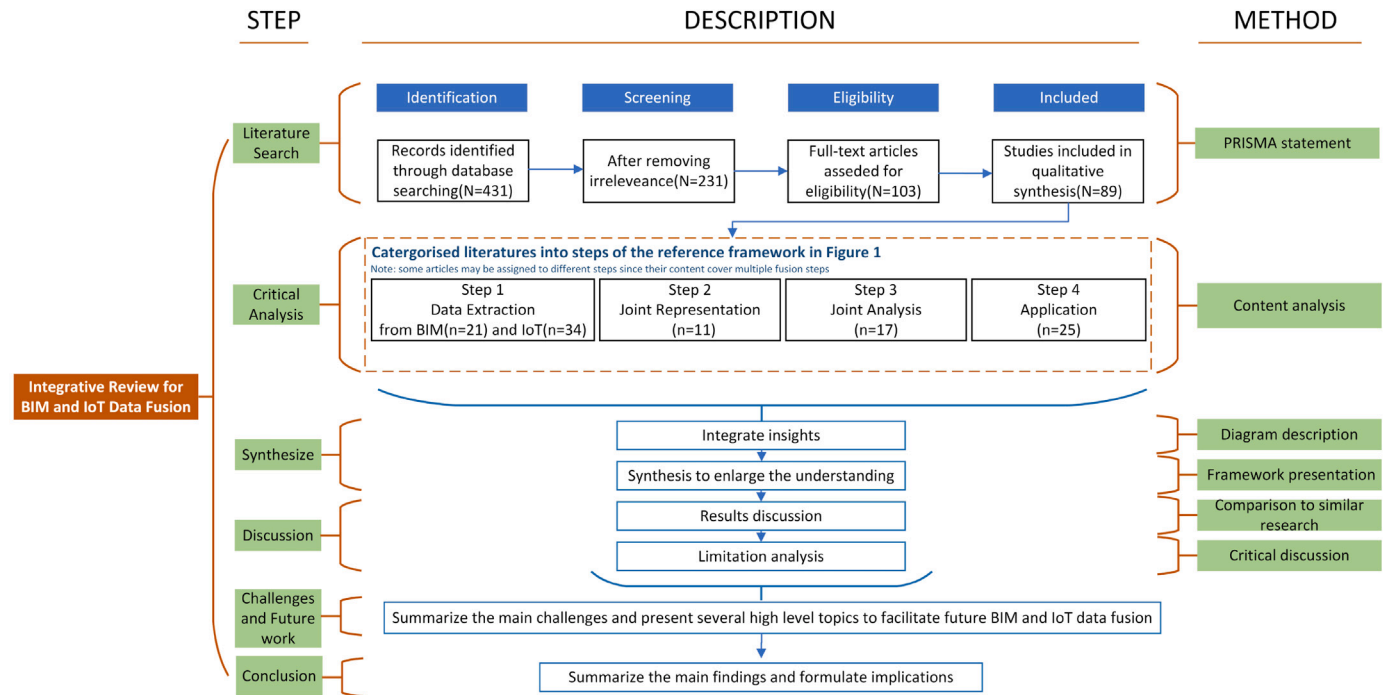 STEP
DESCRIPTION
METHOD
Identification
Screening
Eligibility
Included
Literature
Search
Records identified
through database
searching(N=431)
After removing
irreleveance(N=231)
Full-text articles
asseded for
eligibility(N=103)
Studies included in
qualitative
synthesis(N=89)
PRISMA statement
Catergorised literatures into steps of the reference framework in Figure 1
Note: some articles may be assigned to different steps since their content cover multiple fusion steps
Critical
Analysis
Step 1
Data Extraction
from BIM(n=21) and IoT(n=34)
Step 2
Joint Representation
(n=11)
Step 3
Joint Analysis
(n=17)
Step 4
Application
(n=25)
Content analysis
Integrative Review for
BIM and IoT Data Fusion
Synthesize
Integrate insights
Diagram description
Synthesis to enlarge the understanding
Framework presentation
Discussion
Results discussion
Comparison to similar
research
Limitation analysis
Critical discussion
Challenges
and Future
work
Summarize the main challenges and present several high level topics to facilitate future BIM and IoT data fusion
Conclusion
Summarize the main findings and formulate implications